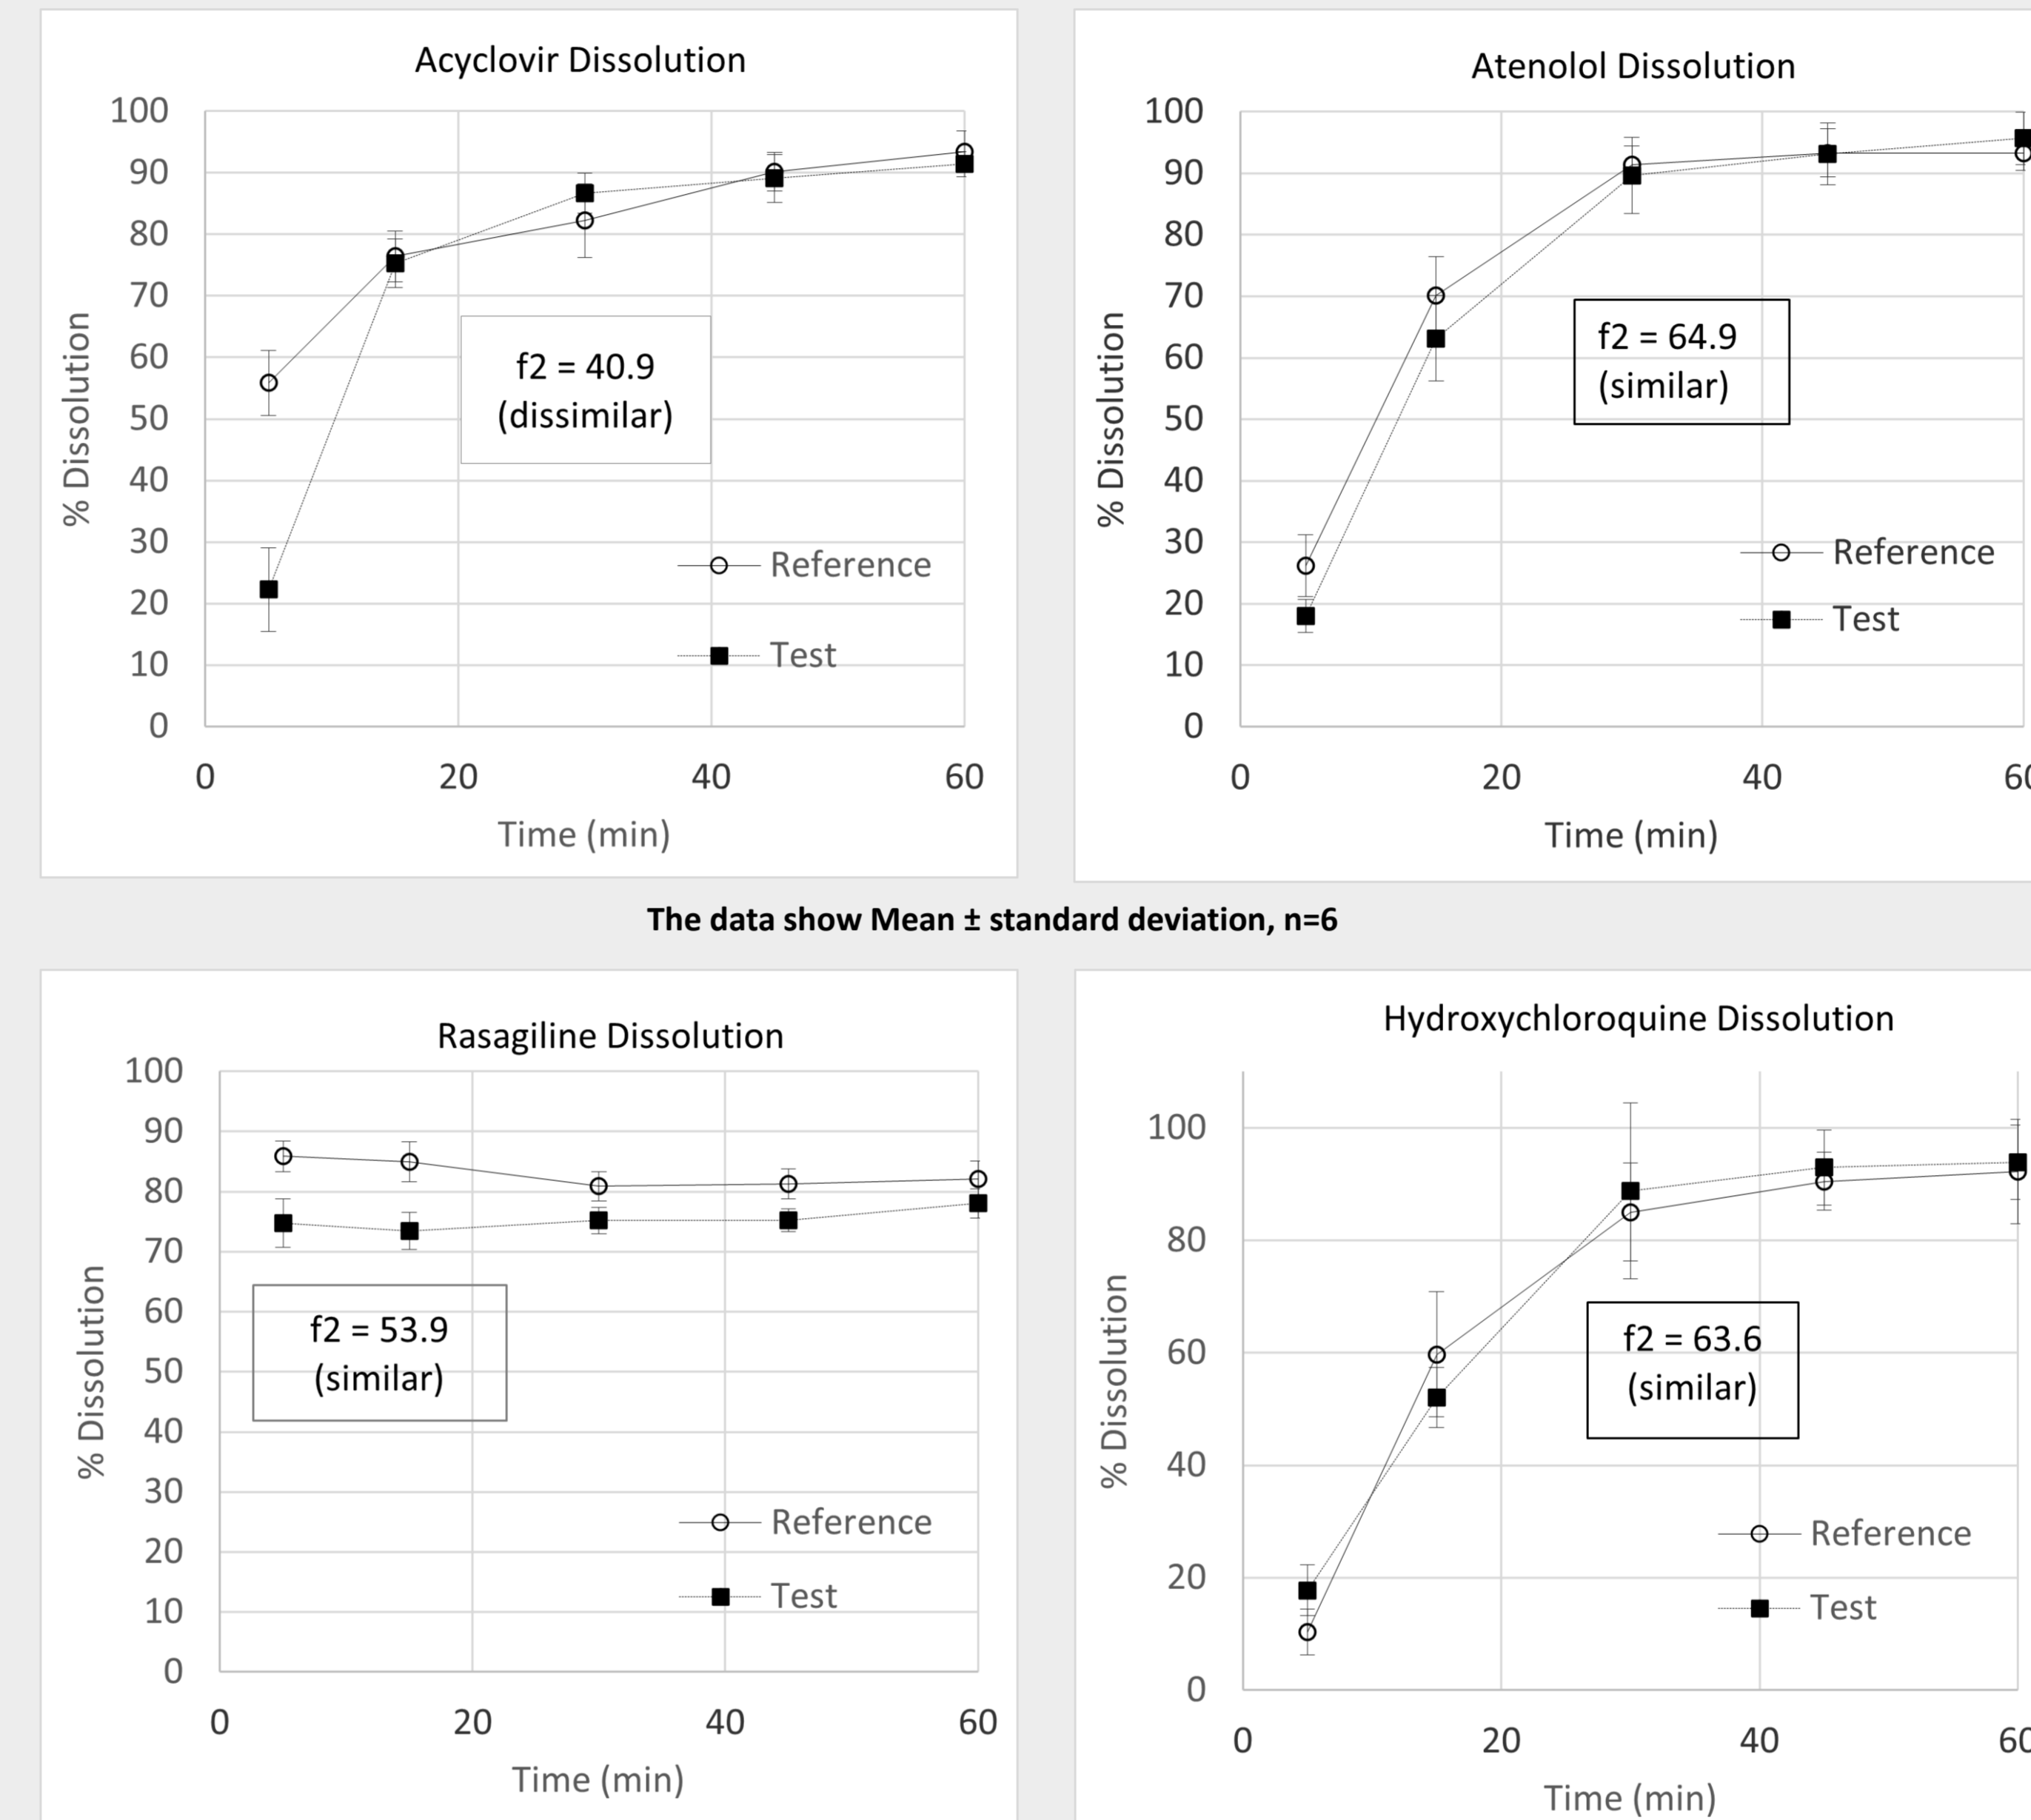 Acyclovir Dissolution
100
90
80
70
60
50
40
30
20
10
0
% Dissolution
f2 = 40.9
(dissimilar)
Reference
Test
0 20 40 60
Time (min)
Atenolol Dissolution
100
90
80
70
60
50
40
30
20
10
0
% Dissolution
f2 = 64.9
(similar)
Reference
Test
0 20 40 60
Time (min)
The data show Mean ± standard deviation, n=6
Rasagiline Dissolution
100
90
80
70
60
50
40
30
20
10
0
% Dissolution
f2 = 53.9
(similar)
Reference
Test
0 20 40 60
Time (min)
Hydroxychloroquine Dissolution
100
80
60
40
20
0
% Dissolution
f2 = 63.6
(similar)
Reference
Test
0 20 40 60
Time (min)